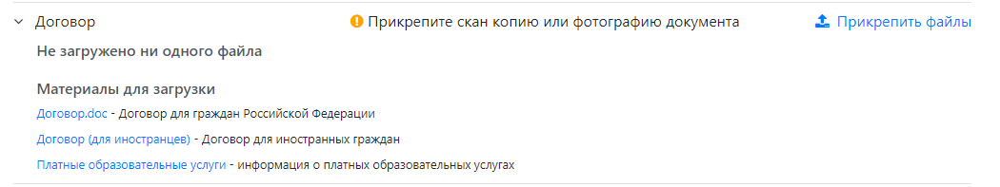 Договор Прикрепите скан копию или фотографию документа Прикрепить файлы
Не загружено ни одного файла
Материалы для загрузки
Договор.doc - Договор для граждан Российской Федерации
Договор (для иностранцев) - Договор для иностранных граждан
Платные образовательные услуги - информация о платных образовательных услугах